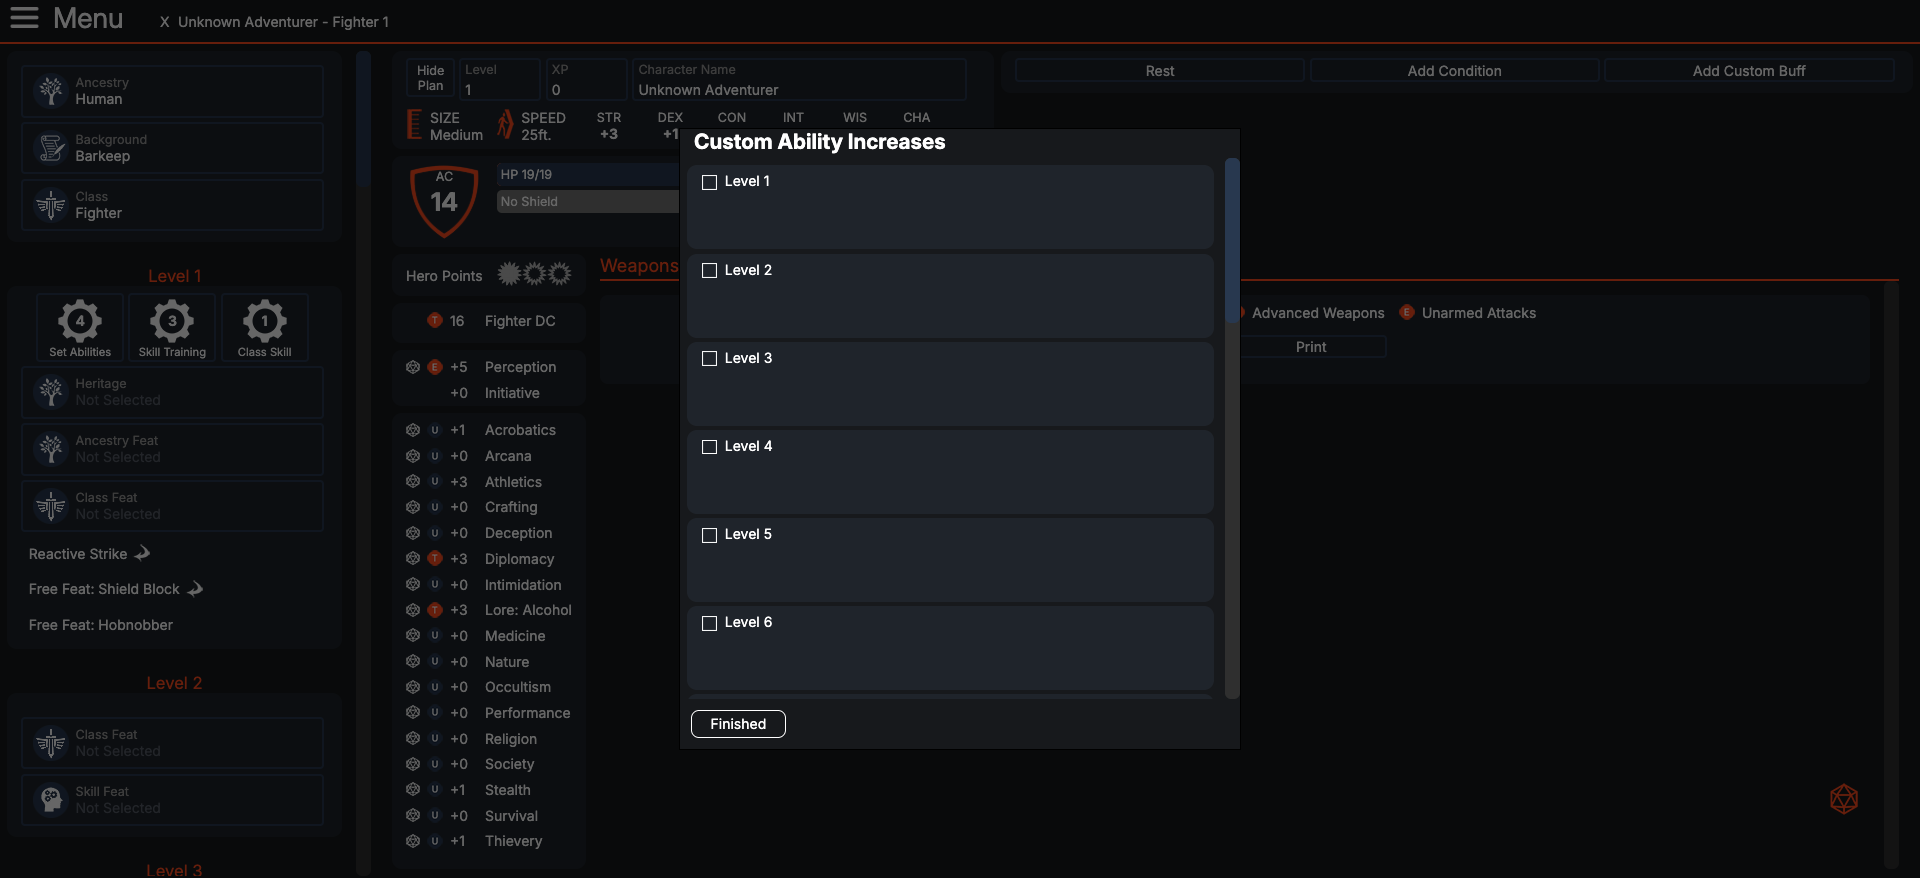 Menu
X Unknown Adventurer - Fighter 1
Ancestry
Human
Background
Barkeep
Class
Fighter
Level 1
4
Set Abilities
3
Skill Training
1
Class Skill
Heritage
Not Selected
Ancestry Feat
Not Selected
Class Feat
Not Selected
Reactive Strike
Free Feat: Shield Block
Free Feat: Hobnobber
Level 2
Class Feat
Not Selected
Skill Feat
Not Selected
Level 3
Hide Plan
Level
1
XP
0
Character Name
Unknown Adventurer
SIZE
Medium
SPEED
25ft.
STR
+3
DEX
+1
CON
INT
WIS
CHA
AC
14
HP 19/19
No Shield
Hero Points
T 16 Fighter DC
E +5 Perception
+0 Initiative
U +1 Acrobatics
U +0 Arcana
U +3 Athletics
U +0 Crafting
U +0 Deception
T +3 Diplomacy
U +0 Intimidation
T +3 Lore: Alcohol
U +0 Medicine
U +0 Nature
U +0 Occultism
U +0 Performance
U +0 Religion
U +0 Society
U +1 Stealth
U +0 Survival
U +1 Thievery
Weapons
Custom Ability Increases
Level 1
Level 2
Level 3
Level 4
Level 5
Level 6
Finished
Rest
Add Condition
Add Custom Buff
Advanced Weapons
E Unarmed Attacks
Print